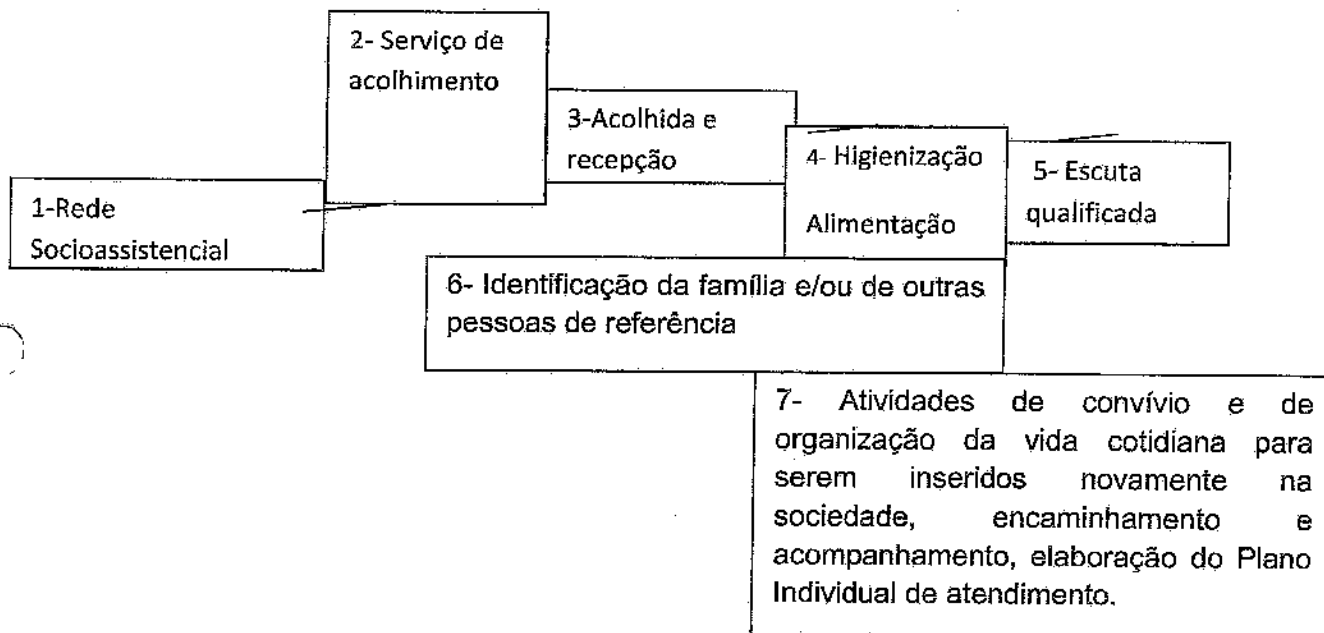 1-Rede
Socioassistencial
2- Serviço de
acolhimento
3-Acolhida e
recepção
4- Higienização
Alimentação
5- Escuta
qualificada
6- Identificação da família e/ou de outras
pessoas de referência
7- Atividades de convívio e de
organização da vida cotidiana para
serem inseridos novamente na
sociedade, encaminhamento e
acompanhamento, elaboração do Plano
Individual de atendimento.